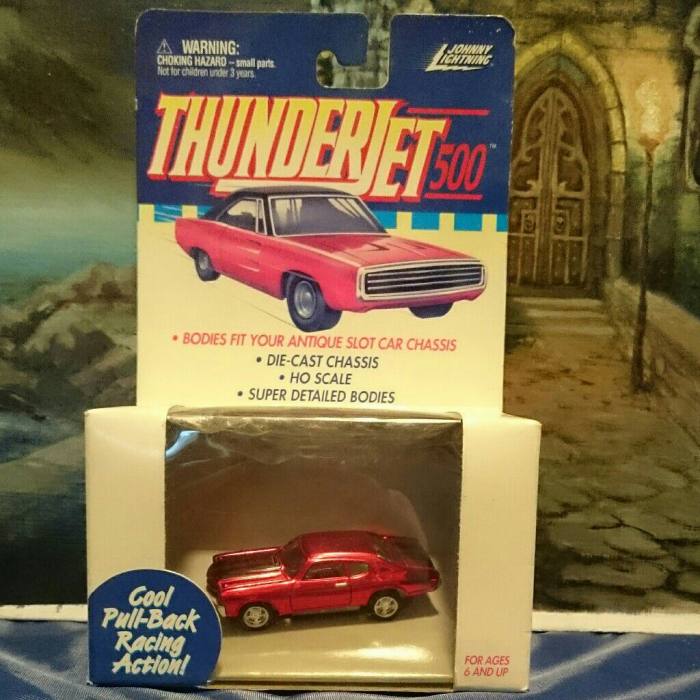 WARNING:
CHOKING HAZARD – small parts.
Not for children under 3 years.
JOHNNY
LIGHTNING
THUNDERJET 500™
• BODIES FIT YOUR ANTIQUE SLOT CAR CHASSIS
• DIE-CAST CHASSIS
• HO SCALE
• SUPER DETAILED BODIES
Cool
Pull-Back
Racing
Action!
FOR AGES
6 AND UP